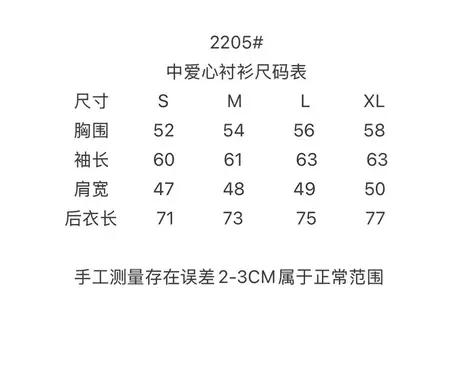 2205#
中爱心衬衫尺码表
尺寸 S M L XL
胸围 52 54 56 58
袖长 60 61 63 63
肩宽 47 48 49 50
后衣长 71 73 75 77
手工测量存在误差2-3CM属于正常范围